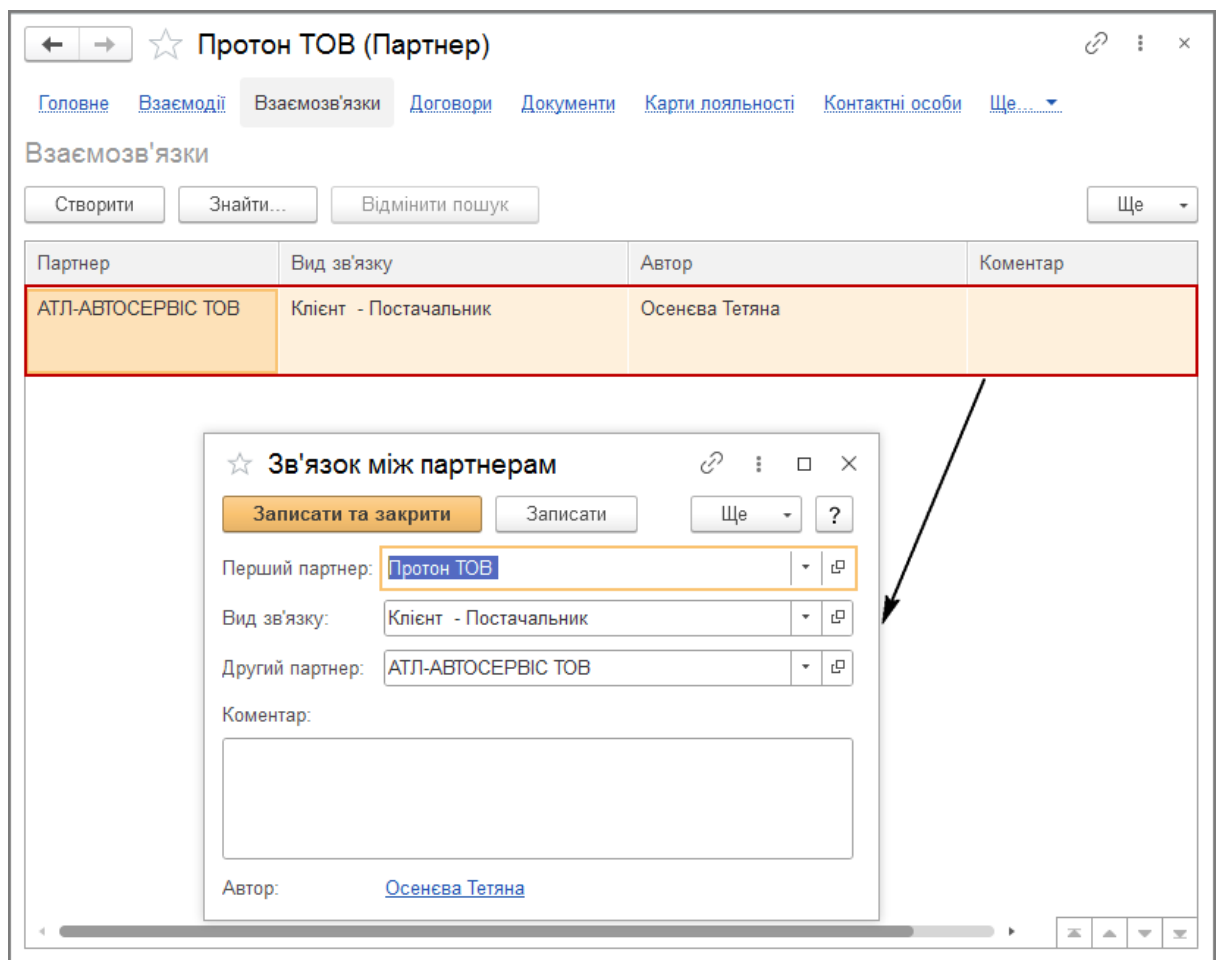 Протон ТОВ (Партнер)
Головне Взаємодії Взаємозв'язки Договори Документи Карти лояльності Контактні особи Ще...
Взаємозв'язки
Створити Знайти... Відмінити пошук Ще
Партнер Вид зв'язку Автор Коментар
АТЛ-АВТОСЕРВІС ТОВ Клієнт - Постачальник Осенєва Тетяна
Зв'язок між партнерам
Записати та закрити Записати Ще ?
Перший партнер: Протон ТОВ
Вид зв'язку: Клієнт - Постачальник
Другий партнер: АТЛ-АВТОСЕРВІС ТОВ
Коментар:
Автор: Осенєва Тетяна